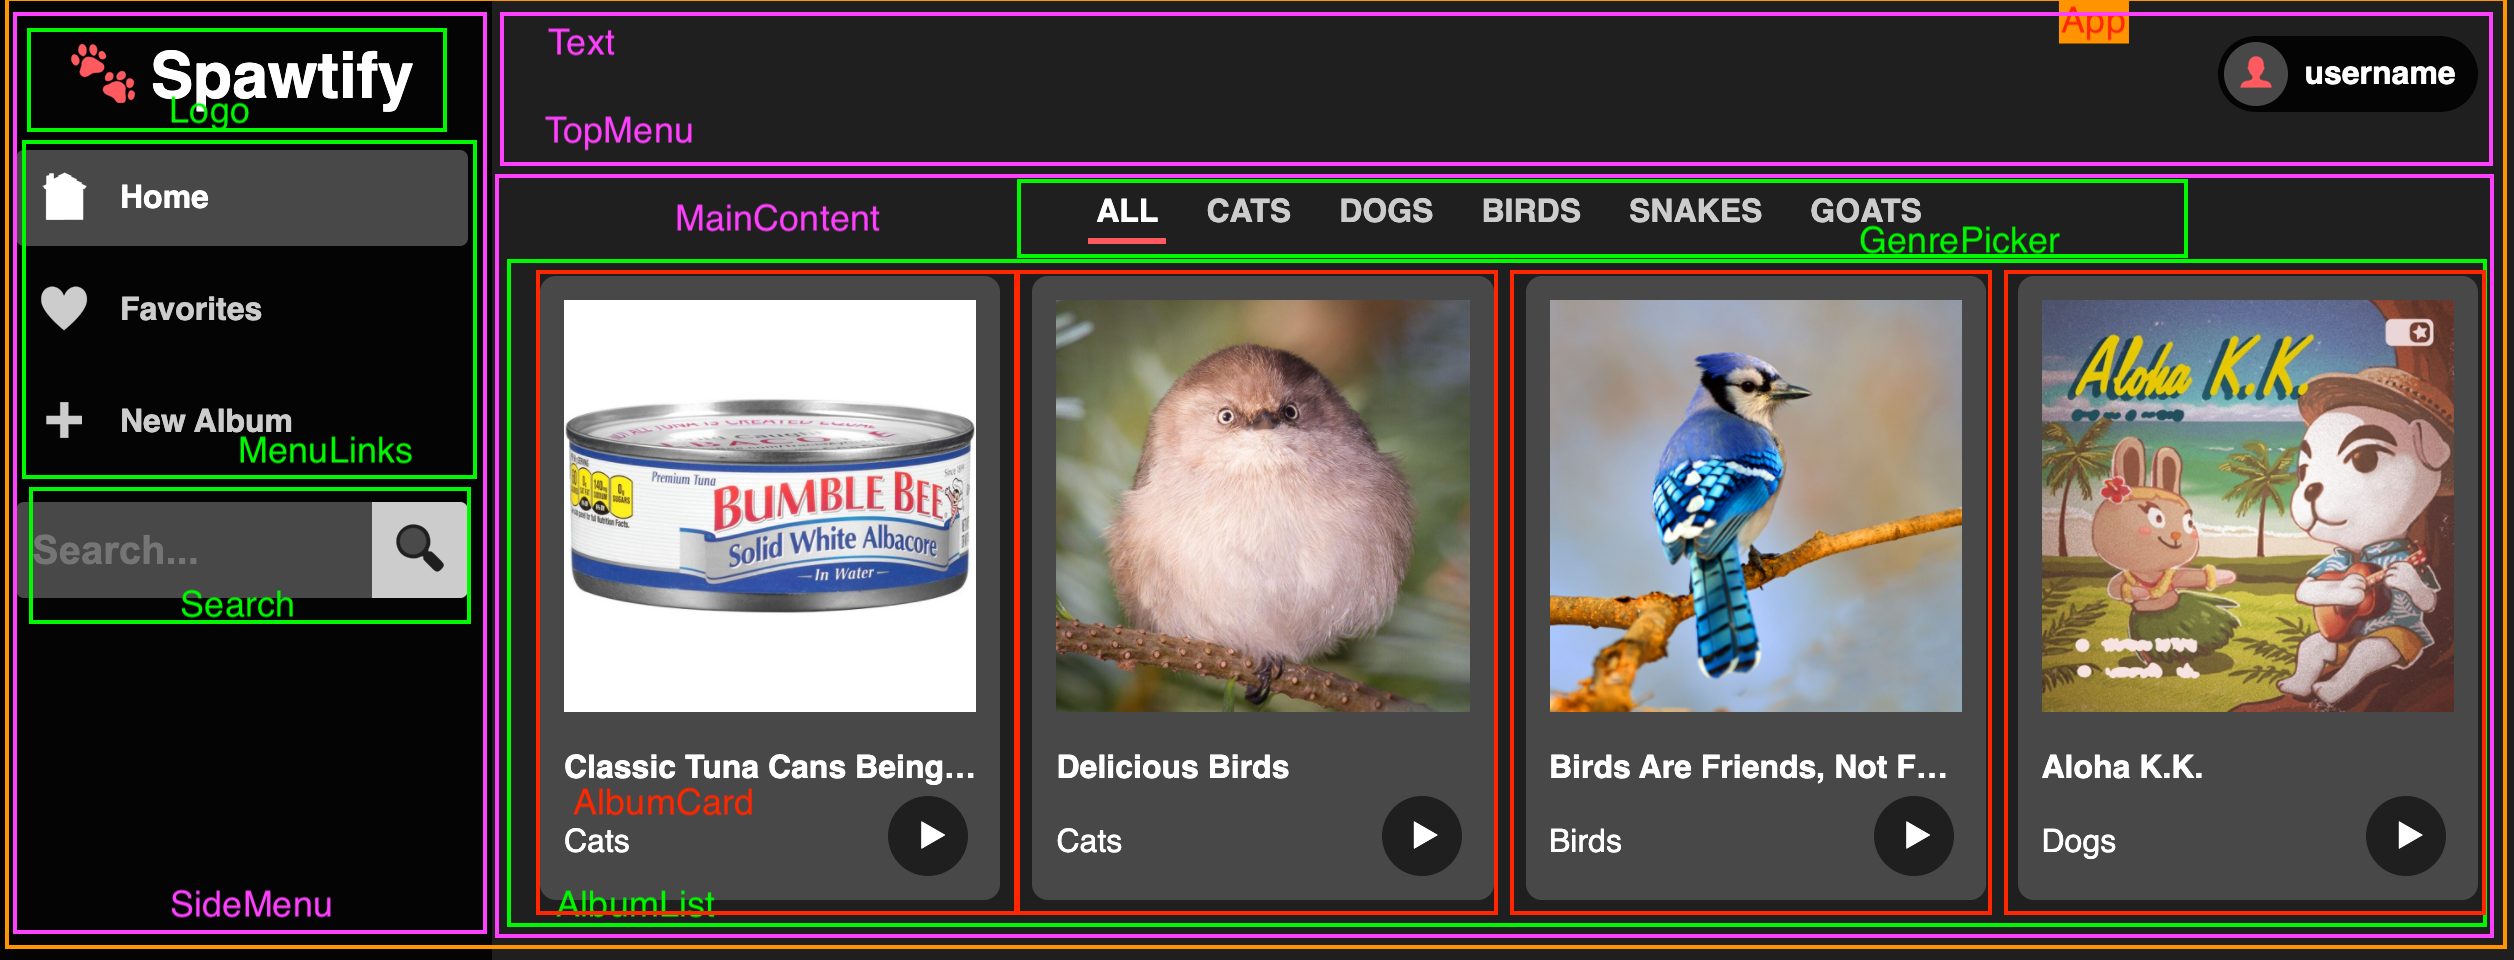 App
Text
Spawtify
username
Logo
TopMenu
Home
MainContent
ALL CATS DOGS BIRDS SNAKES GOATS
GenrePicker
Favorites
New Album
MenuLinks
Search...
Search
Aloha K.K.
Premium Tuna
BUMBLE BEE
Solid White Albacore
In Water
Classic Tuna Cans Being...
AlbumCard
Cats
Delicious Birds
Cats
Birds Are Friends, Not F...
Birds
Aloha K.K.
Dogs
AlbumList
SideMenu